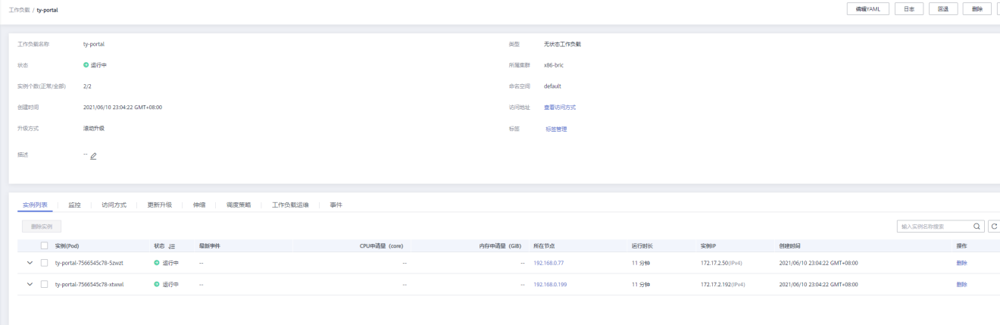 工作负载 / ty-portal
编辑YAML 日志 回退 删除
工作负载名称 ty-portal 类型 无状态工作负载
状态 运行中 所属集群 x86-bric
实例个数(正常/全部) 2/2 命名空间 default
创建时间 2021/06/10 23:04:22 GMT+08:00 访问地址 查看访问方式
升级方式 滚动升级 标签 标签管理
描述 --
实例列表 监控 访问方式 更新升级 伸缩 调度策略 工作负载运维 事件
删除实例 输入实例名称搜索
实例(Pod) 状态 最新事件 CPU申请量 (core) 内存申请量 (GiB) 所在节点 运行时长 实例IP 创建时间 操作
ty-portal-7566545c78-5zwzt 运行中 -- -- -- 192.168.0.77 11 分钟 172.17.2.50(IPv4) 2021/06/10 23:04:22 GMT+08:00 删除
ty-portal-7566545c78-xtwwl 运行中 -- -- -- 192.168.0.199 11 分钟 172.17.2.192(IPv4) 2021/06/10 23:04:22 GMT+08:00 删除